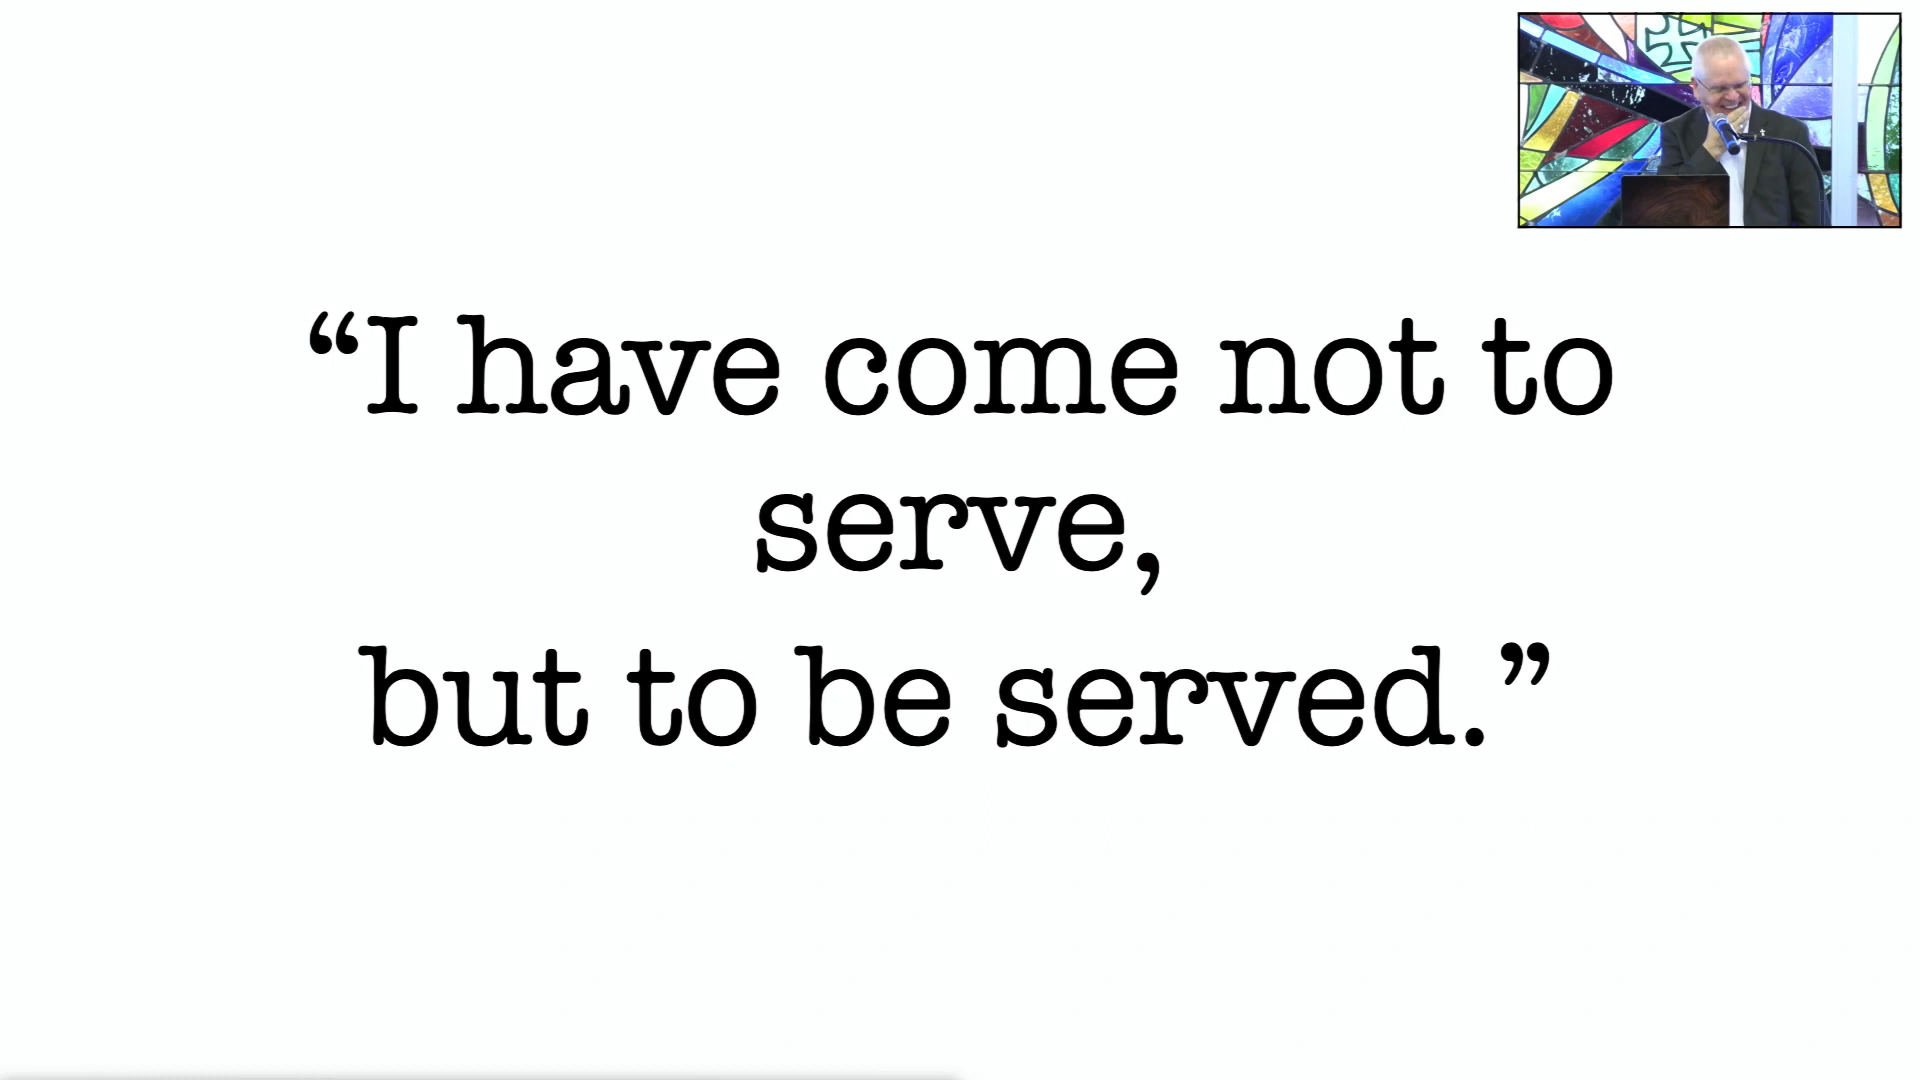 “I have come not to
serve,
but to be served.”